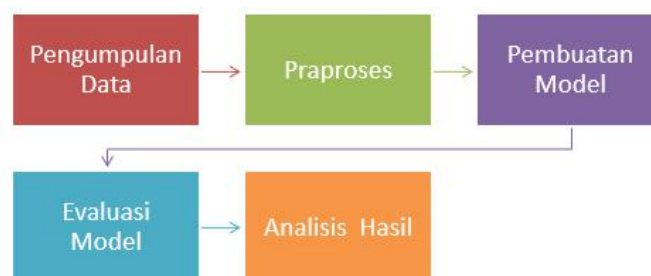 Pengumpulan
Data
Praproses
Pembuatan
Model
Evaluasi
Model
Analisis Hasil